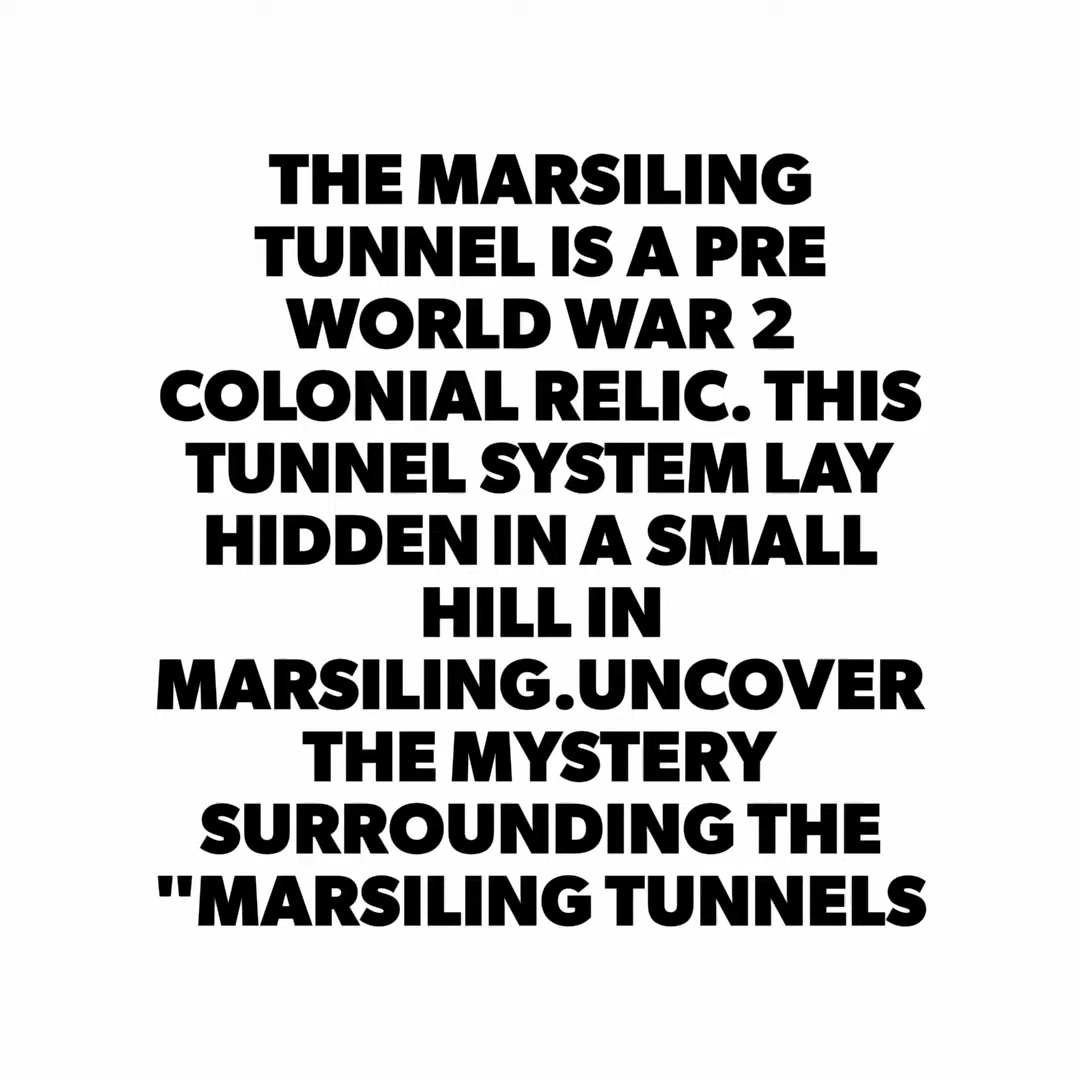 THE MARSILING
TUNNEL IS A PRE
WORLD WAR 2
COLONIAL RELIC. THIS
TUNNEL SYSTEM LAY
HIDDEN IN A SMALL
HILL IN
MARSILING.UNCOVER
THE MYSTERY
SURROUNDING THE
"MARSILING TUNNELS